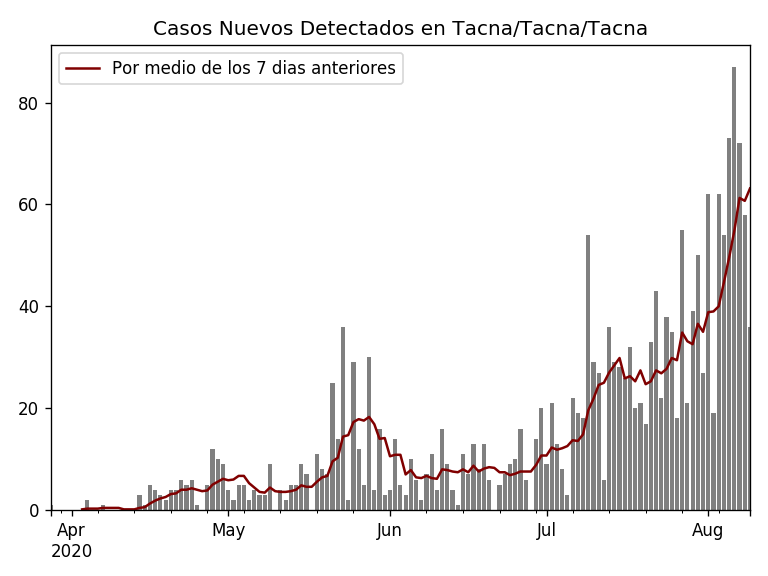 Casos Nuevos Detectados en Tacna/Tacna/Tacna
Por medio de los 7 dias anteriores
80
60
40
20
0
Apr May Jun Jul Aug
2020